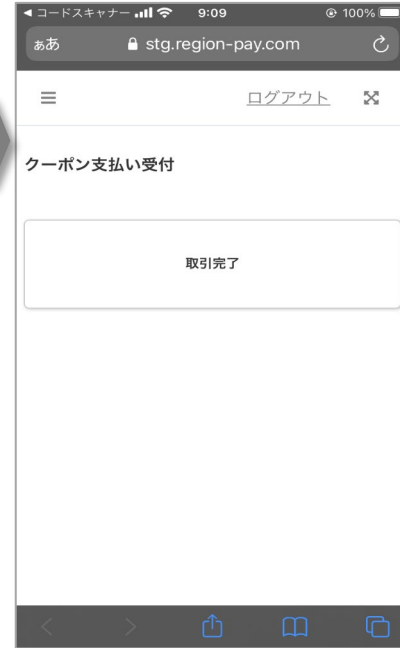 ◀コードスキャナー 9:09 100%
ああ stg.region-pay.com
ログアウト
クーポン支払い受付
取引完了